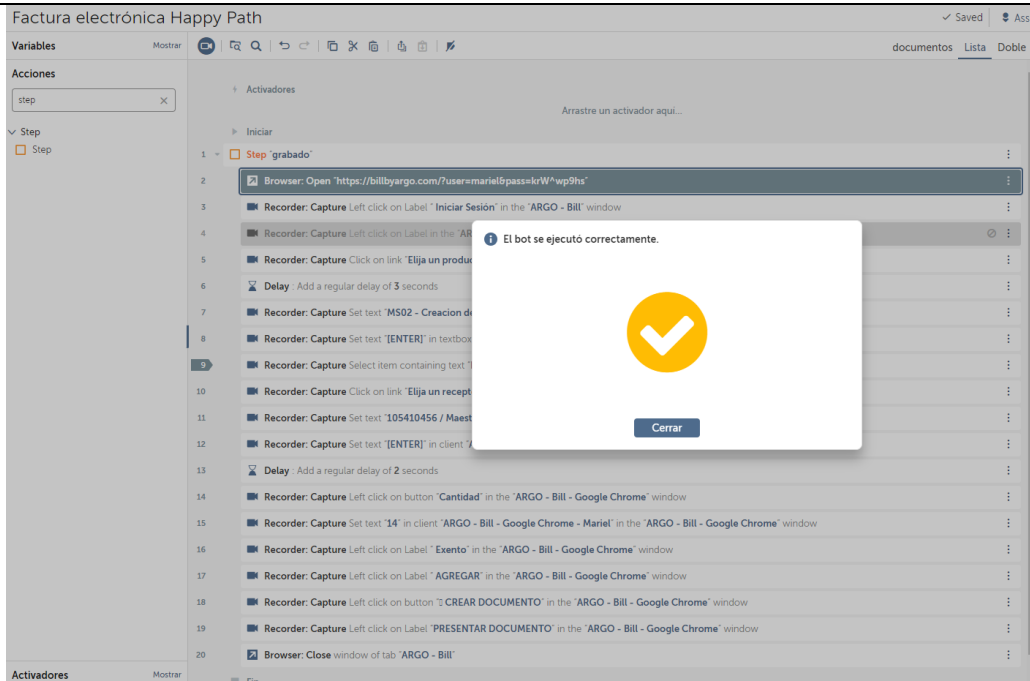 Factura electrónica Happy Path
Saved
Ass
Variables
Mostrar
documentos Lista Doble
Acciones
step
Step
Step
Activadores
Arrastre un activador aquí...
Iniciar
1 Step "grabado"
2 Browser: Open "https://billbyargo.com/?user=mariel&pass=krW^wp9hs"
3 Recorder: Capture Left click on Label " Iniciar Sesión" in the "ARGO - Bill" window
4 Recorder: Capture Left click on Label in the "AR
5 Recorder: Capture Click on link "Elija un produc
6 Delay : Add a regular delay of 3 seconds
7 Recorder: Capture Set text "MS02 - Creacion de
8 Recorder: Capture Set text "[ENTER]" in textbox
9 Recorder: Capture Select item containing text "
10 Recorder: Capture Click on link "Elija un recept
11 Recorder: Capture Set text "105410456 / Maest
12 Recorder: Capture Set text "[ENTER]" in client "A
13 Delay : Add a regular delay of 2 seconds
14 Recorder: Capture Left click on button "Cantidad" in the "ARGO - Bill - Google Chrome" window
15 Recorder: Capture Set text "14" in client "ARGO - Bill - Google Chrome - Mariel" in the "ARGO - Bill - Google Chrome" window
16 Recorder: Capture Left click on Label " Exento" in the "ARGO - Bill - Google Chrome" window
17 Recorder: Capture Left click on Label " AGREGAR" in the "ARGO - Bill - Google Chrome" window
18 Recorder: Capture Left click on button " CREAR DOCUMENTO" in the "ARGO - Bill - Google Chrome" window
19 Recorder: Capture Left click on Label "PRESENTAR DOCUMENTO" in the "ARGO - Bill - Google Chrome" window
20 Browser: Close window of tab "ARGO - Bill"
El bot se ejecutó correctamente.
Cerrar
Activadores
Mostrar
Fin